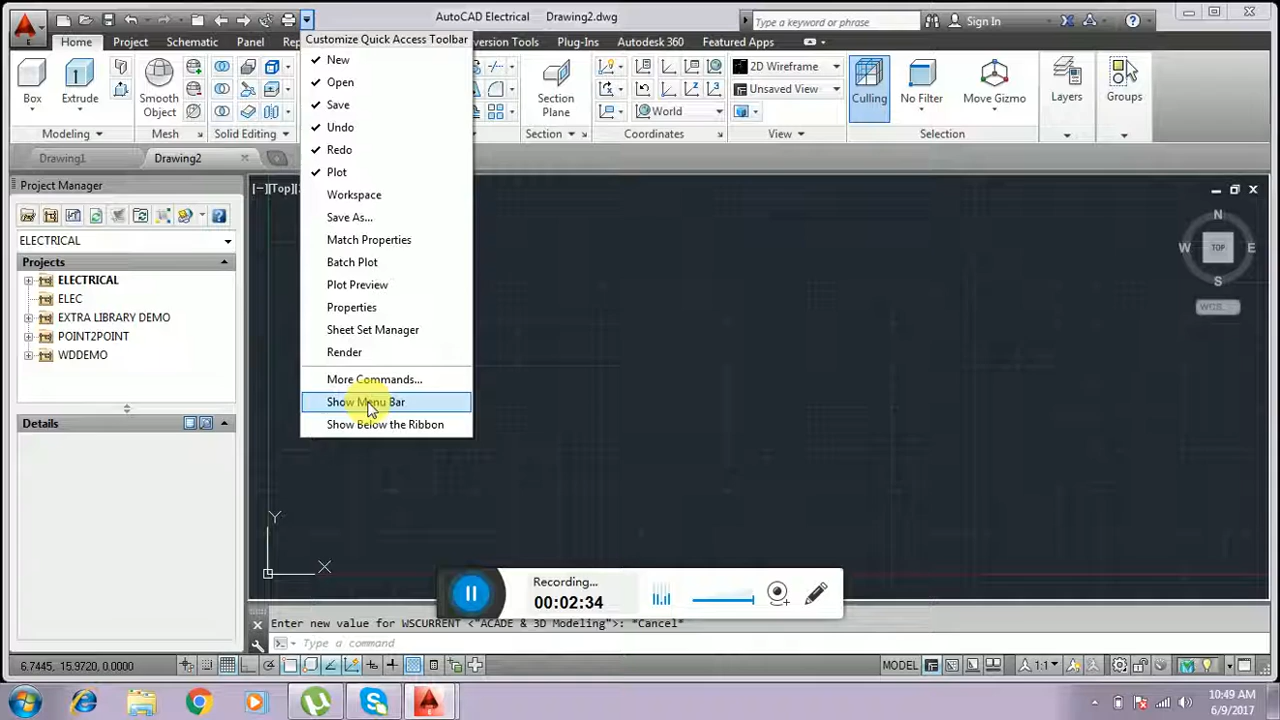 AutoCAD Electrical Drawing2.dwg
Type a keyword or phrase
Sign In
Home
Project
Schematic
Panel
version Tools
Plug-Ins
Autodesk 360
Featured Apps
Customize Quick Access Toolbar
New
Open
Save
Undo
Redo
Plot
Workspace
Save As...
Match Properties
Batch Plot
Plot Preview
Properties
Sheet Set Manager
Render
More Commands...
Show Menu Bar
Show Below the Ribbon
Box
Extrude
Smooth
Object
Section
Plane
World
2D Wireframe
Unsaved View
Culling
No Filter
Move Gizmo
Layers
Groups
Modeling
Mesh
Solid Editing
Section
Coordinates
View
Selection
Drawing1
Drawing2
Project Manager
ELECTRICAL
Projects
ELECTRICAL
ELEC
EXTRA LIBRARY DEMO
POINT2POINT
WDDEMO
Details
[−][Top]
N
W
TOP
E
S
Y
X
Recording...
00:02:34
Enter new value for WSCURRENT <"ACADE & 3D Modeling">: *Cancel*
Type a command
6.7445, 15.9720, 0.0000
MODEL
1:1
10:49 AM
6/9/2017